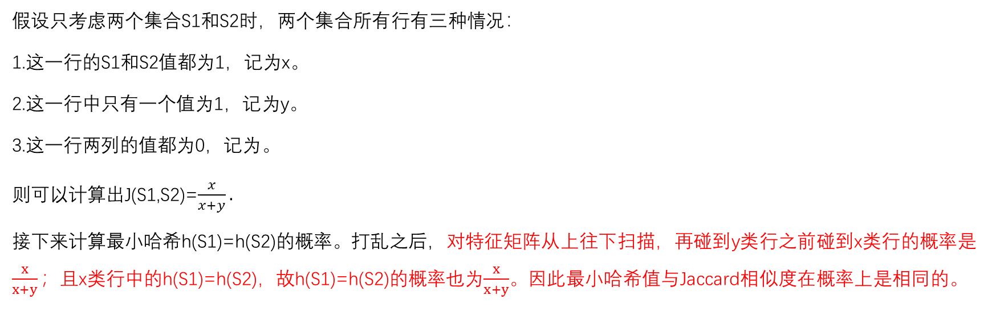 假设只考虑两个集合S1和S2时，两个集合所有行有三种情况：
1.这一行的S1和S2值都为1，记为x。
2.这一行中只有一个值为1，记为y。
3.这一行两列的值都为0，记为。
则可以计算出J(S1,S2)=\frac{x}{x+y}.
接下来计算最小哈希h(S1)=h(S2)的概率。打乱之后，对特征矩阵从上往下扫描，再碰到y类行之前碰到x类行的概率是
\frac{x}{x+y}；且x类行中的h(S1)=h(S2)，故h(S1)=h(S2)的概率也为\frac{x}{x+y}。因此最小哈希值与Jaccard相似度在概率上是相同的。